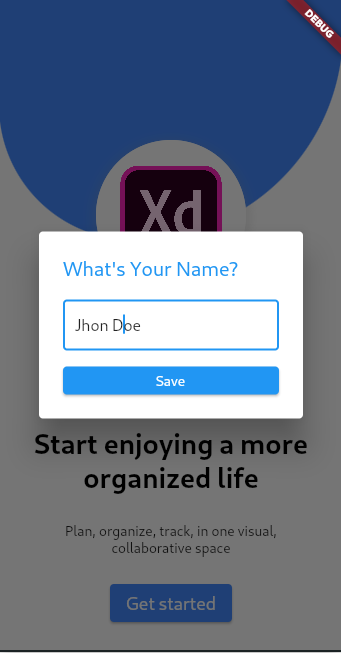 DEBUG
Xd
What's Your Name?
Jhon Doe
Save
Start enjoying a more
organized life
Plan, organize, track, in one visual,
collaborative space
Get started